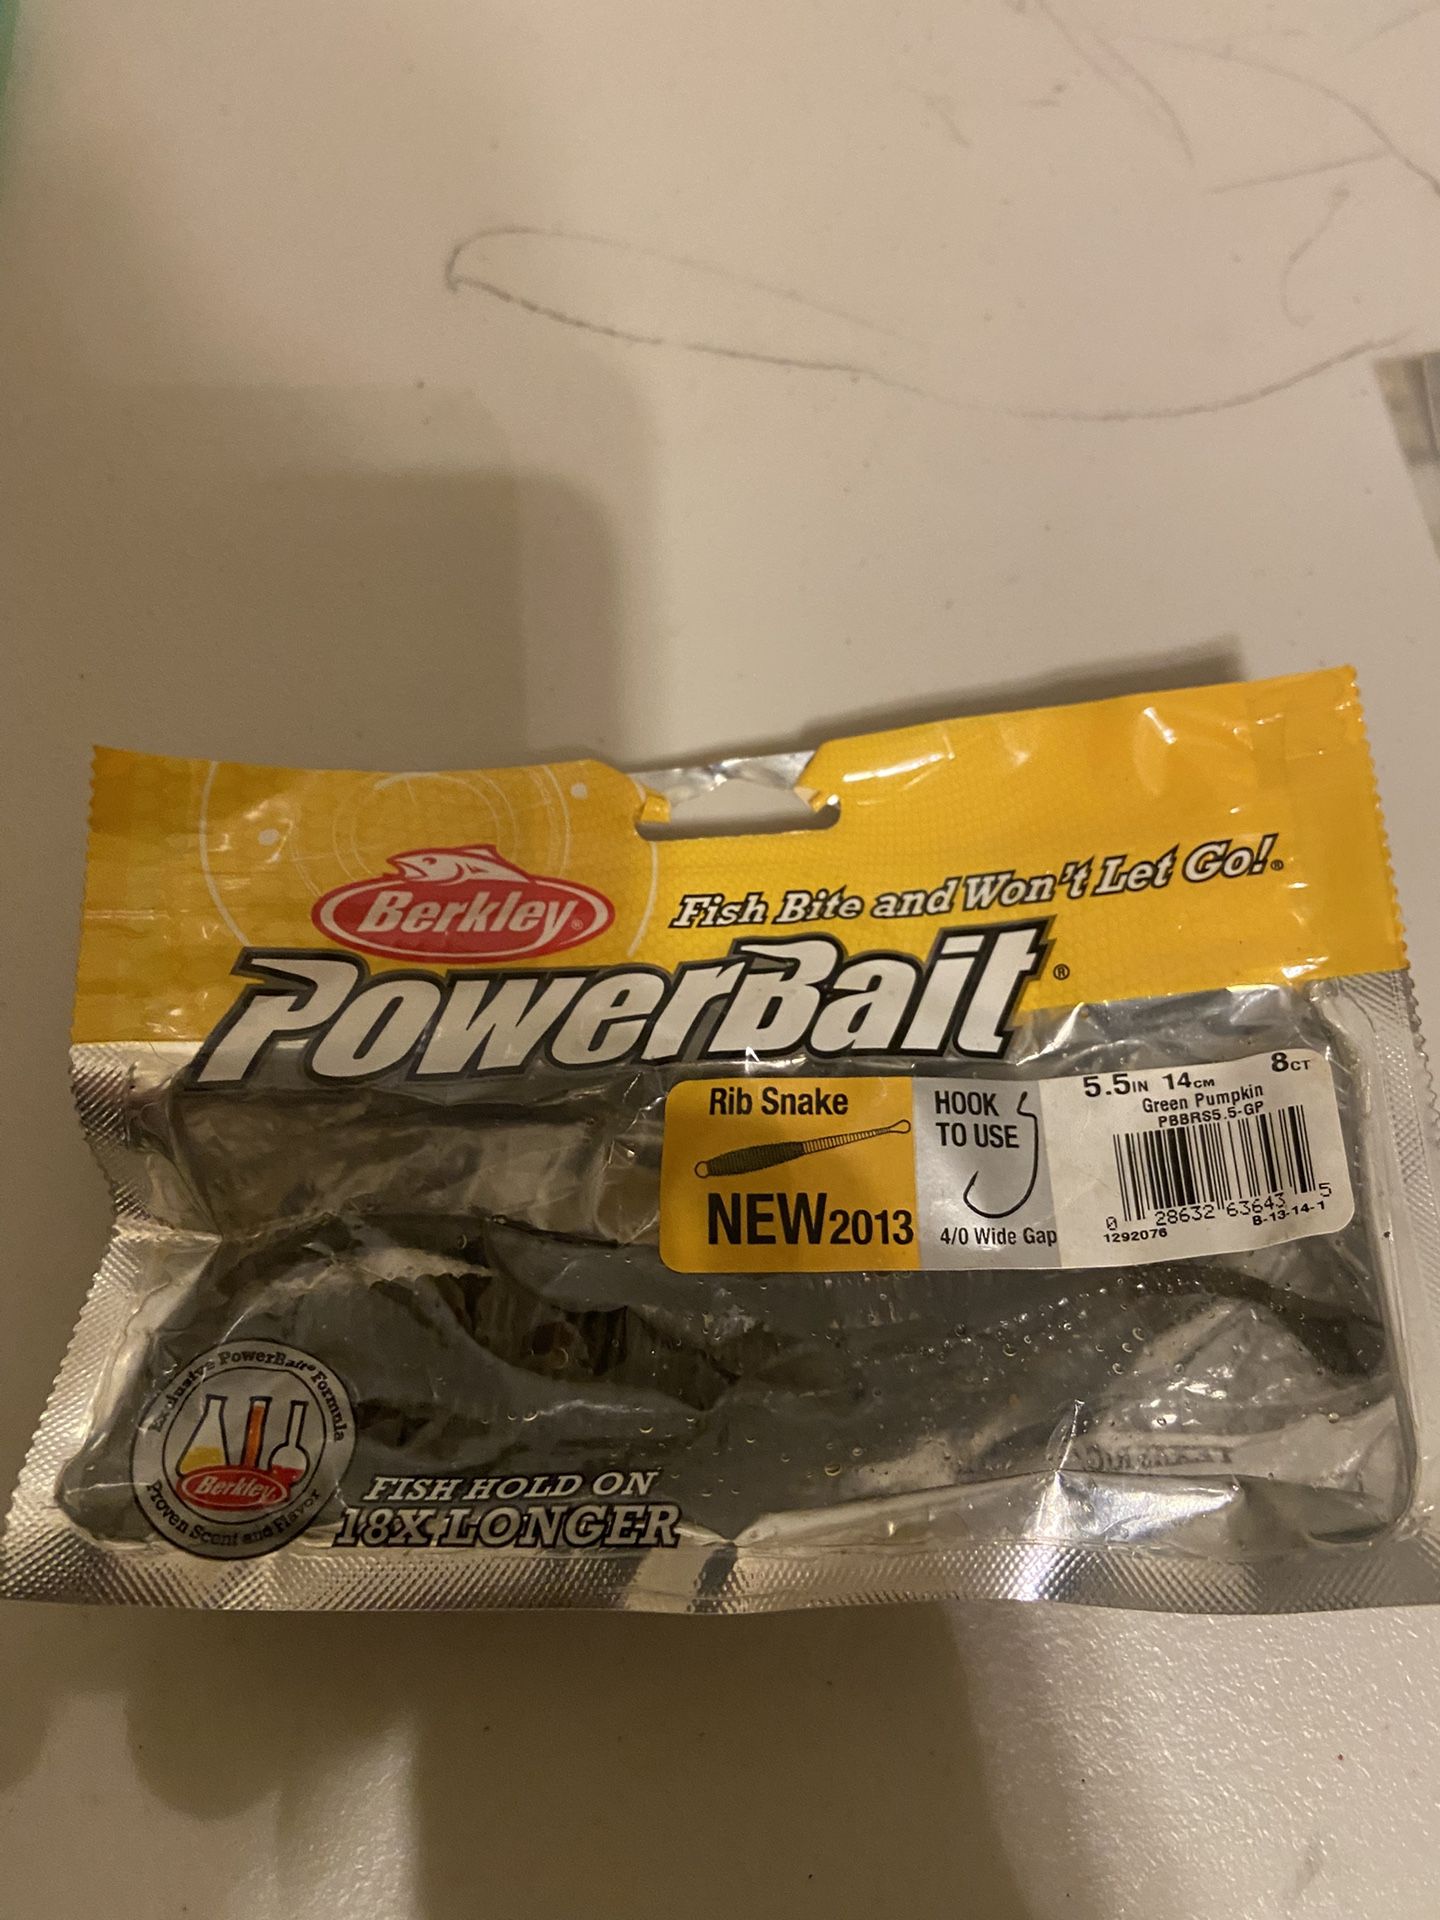 Berkley®
Fish Bite and Won't Let Go!®
PowerBait®
Rib Snake
NEW2013
HOOK
TO USE
4/0 Wide Gap
5.5IN 14CM 8CT
Green Pumpkin
PBBRS5.5-GP
0 28632 63643 5
1292076 B-13-14-1
Exclusive PowerBait® Formula
Berkley
Proven Scent and Flavor
FISH HOLD ON
18X LONGER